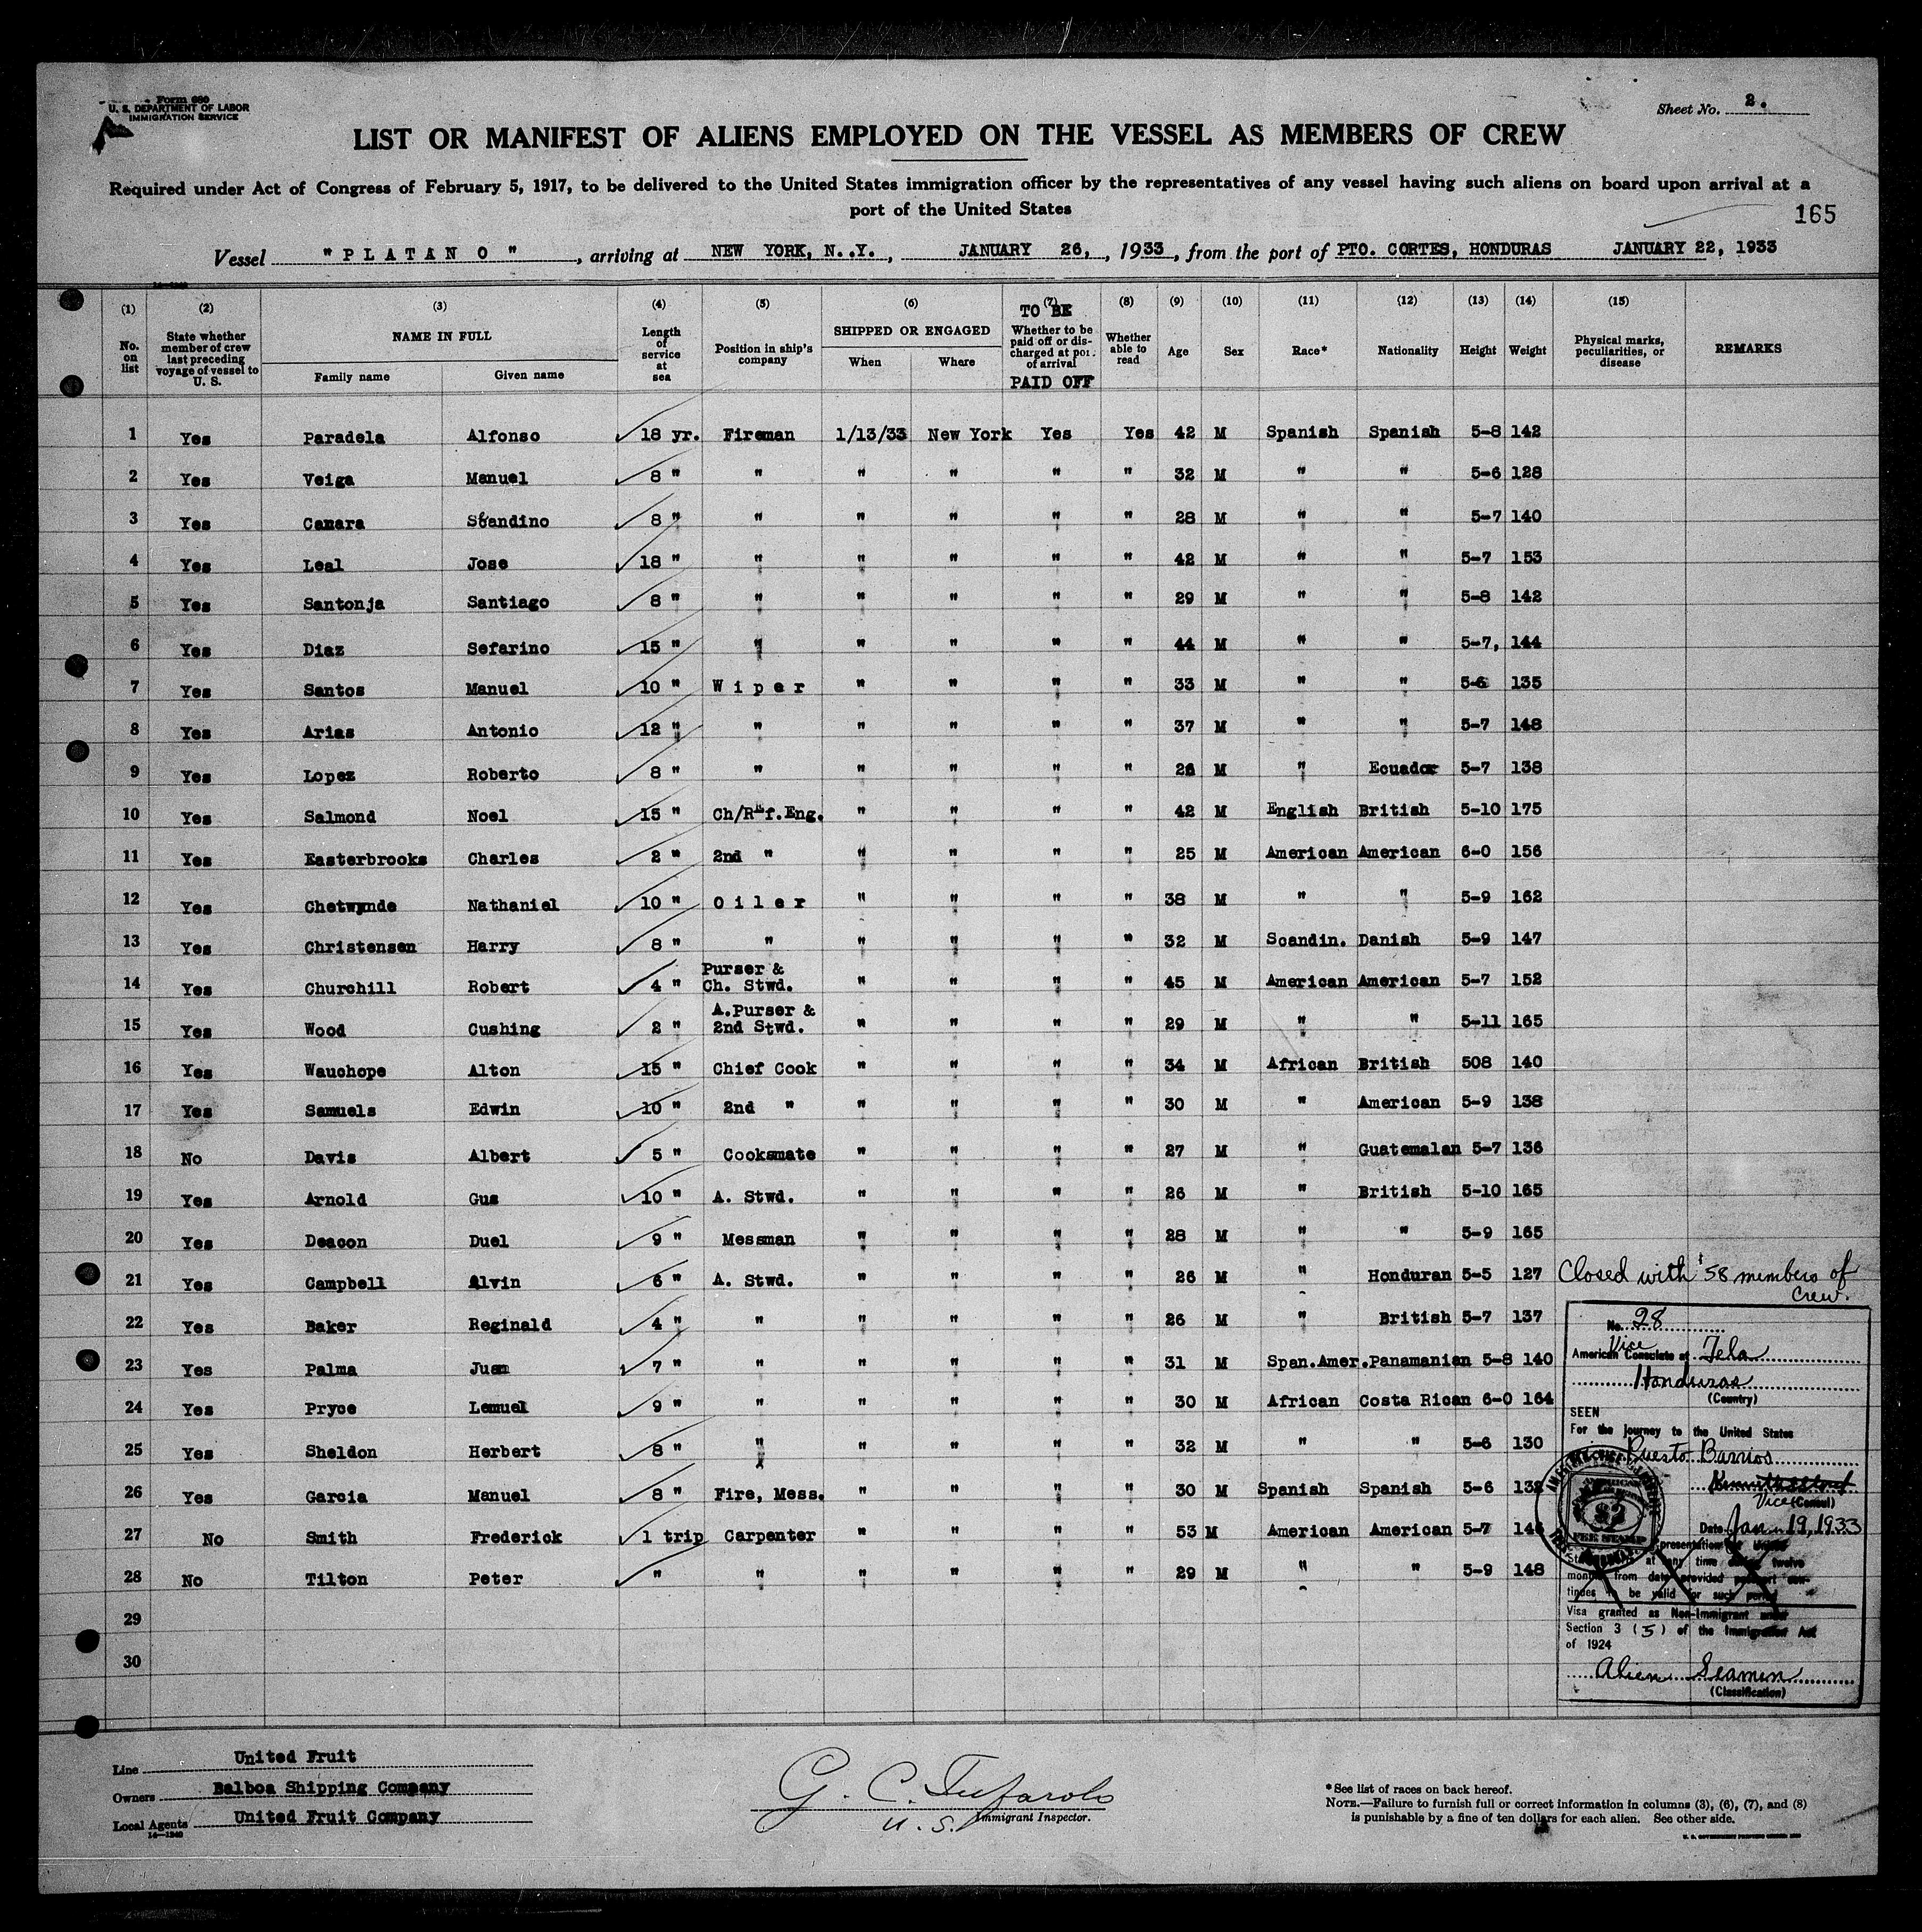 Form 680
U. S. DEPARTMENT OF LABOR
IMMIGRATION SERVICE
Sheet No. 2.
LIST OR MANIFEST OF ALIENS EMPLOYED ON THE VESSEL AS MEMBERS OF CREW
Required under Act of Congress of February 5, 1917, to be delivered to the United States immigration officer by the representatives of any vessel having such aliens on board upon arrival at a
port of the United States
165
Vessel "PLATANO", arriving at NEW YORK, N..Y., JANUARY 26, , 1933, from the port of PTO. CORTES, HONDURAS JANUARY 22, 1933
(1) (2) (3) (4) (5) (6) (7) (8) (9) (10) (11) (12) (13) (14) (15)
No. on list
State whether member of crew last preceding voyage of vessel to U. S.
NAME IN FULL
Family name Given name
Length of service at sea
Position in ship's company
SHIPPED OR ENGAGED
When Where
TO BE
Whether to be paid off or discharged at port of arrival
PAID OFF
Whether able to read
Age Sex Race* Nationality Height Weight
Physical marks, peculiarities, or disease
REMARKS
1 Yes Paradela Alfonso 18 yr. Fireman 1/13/33 New York Yes Yes 42 M Spanish Spanish 5-8 142
2 Yes Veiga Manuel 8 " " " " " " 32 M " " 5-6 128
3 Yes Canara Standino 8 " " " " " " 28 M " " 5-7 140
4 Yes Leal Jose 18 " " " " " " 42 M " " 5-7 153
5 Yes Santonja Santiago 8 " " " " " " 29 M " " 5-8 142
6 Yes Diaz Sefarino 15 " " " " " " 44 M " " 5-7, 144
7 Yes Santos Manuel 10 " Wiper " " " " 33 M " " 5-6 135
8 Yes Arias Antonio 12 " " " " " " 37 M " " 5-7 148
9 Yes Lopez Roberto 8 " " " " " " 26 M " Ecuador 5-7 138
10 Yes Salmond Noel 15 " Ch/Ref.Eng. " " " " 42 M English British 5-10 175
11 Yes Easterbrooks Charles 2 " 2nd " " " " " 25 M American American 6-0 156
12 Yes Chetwynde Nathaniel 10 " Oiler " " " " 38 M " " 5-9 162
13 Yes Christensen Harry 8 " " " " " " 32 M Scandin. Danish 5-9 147
14 Yes Churchill Robert 4 " Purser & Ch. Stwd. " " " " 45 M American American 5-7 152
15 Yes Wood Cushing 2 " A.Purser & 2nd Stwd. " " " " 29 M " " 5-11 165
16 Yes Wauchope Alton 15 " Chief Cook " " " " 34 M African British 508 140
17 Yes Samuels Edwin 10 " 2nd " " " " " 30 M " American 5-9 138
18 No Davis Albert 5 " Cooksmate " " " " 27 M " Guatemalan 5-7 136
19 Yes Arnold Gus 10 " A. Stwd. " " " " 26 M " British 5-10 165
20 Yes Deacon Duel 9 " Messman " " " " 28 M " " 5-9 165
21 Yes Campbell Alvin 6 " A. Stwd. " " " " 26 M " Honduran 5-5 127
22 Yes Baker Reginald 4 " " " " " " 26 M " British 5-7 137
23 Yes Palma Juan 7 " " " " " " 31 M Span.Amer. Panamanian 5-8 140
24 Yes Pryce Lemuel 9 " " " " " " 30 M African Costa Rican 6-0 164
25 Yes Sheldon Herbert 8 " " " " " " 32 M " " 5-6 130
26 Yes Garcia Manuel 8 " Fire, Mess. " " " " 30 M Spanish Spanish 5-6 132
27 No Smith Frederick 1 trip Carpenter " " " " 53 M American American 5-7
28 No Tilton Peter " " " " " " 29 M " " 5-9 148
29
30
Closed with 58 members of
crew.
No. 28
American Vice Consulate at Tela
Honduras
(Country)
SEEN
For the journey to the United States
Puesto Barrios
Vice (Consul)
Date Jan 19, 1933
FEE STAMP
at any time twelve
months from date provided passport con-
tinues to be valid for such period
Visa granted as Non-Immigrant under
Section 3 (5) of the Immigration Act
of 1924
Alien Seamen
(Classification)
Line United Fruit
Owners Balboa Shipping Company
Local Agents United Fruit Company
14—1240
G. C. Tufarolo
U. S. Immigrant Inspector.
*See list of races on back hereof.
NOTE.—Failure to furnish full or correct information in columns (3), (6), (7), and (8)
is punishable by a fine of ten dollars for each alien. See other side.